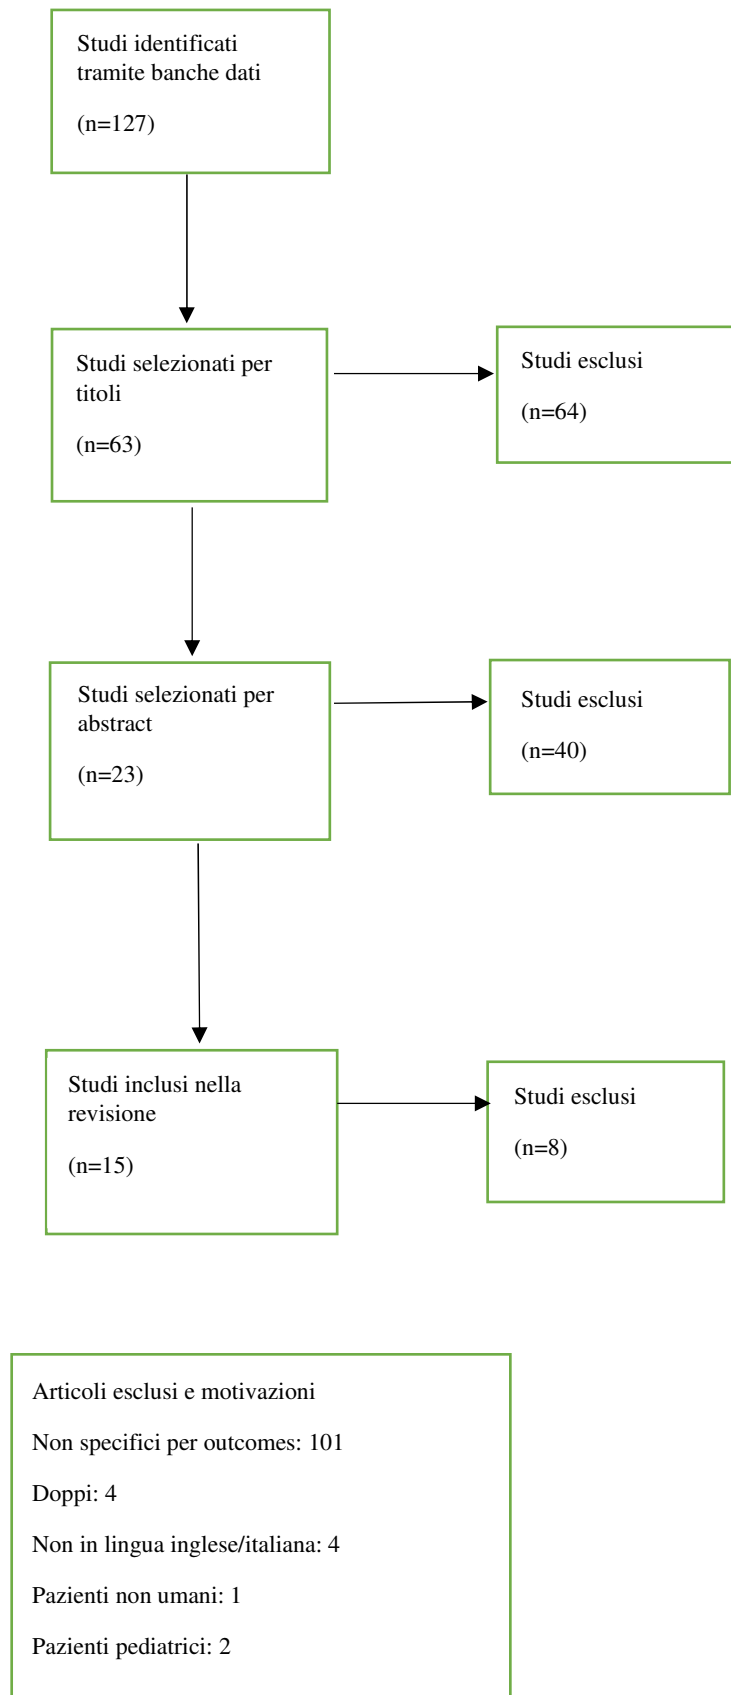 Studi identificati
tramite banche dati
(n=127)
Studi selezionati per
titoli
(n=63)
Studi esclusi
(n=64)
Studi selezionati per
abstract
(n=23)
Studi esclusi
(n=40)
Studi inclusi nella
revisione
(n=15)
Studi esclusi
(n=8)
Articoli esclusi e motivazioni
Non specifici per outcomes: 101
Doppi: 4
Non in lingua inglese/italiana: 4
Pazienti non umani: 1
Pazienti pediatrici: 2